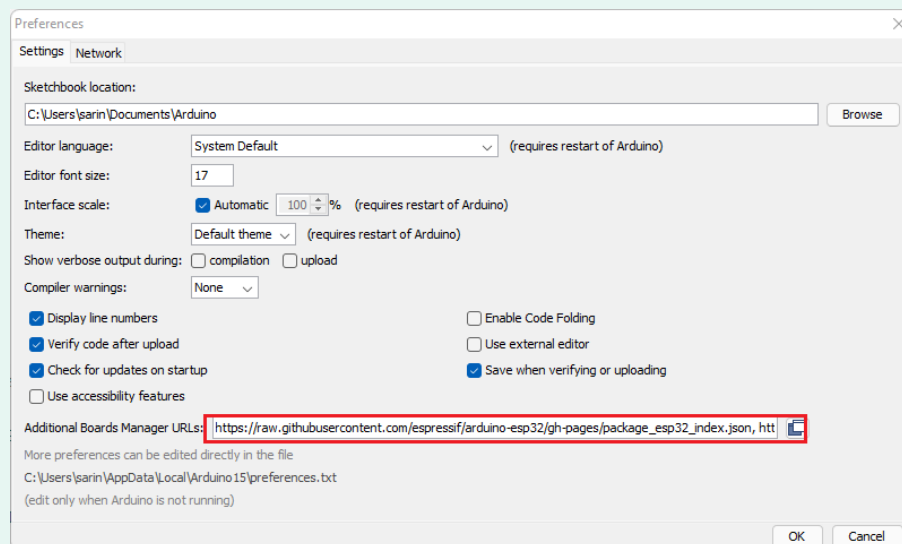 Preferences
Settings Network
Sketchbook location:
C:\Users\sarin\Documents\Arduino Browse
Editor language: System Default (requires restart of Arduino)
Editor font size: 17
Interface scale: Automatic 100 % (requires restart of Arduino)
Theme: Default theme (requires restart of Arduino)
Show verbose output during: compilation upload
Compiler warnings: None
Display line numbers Enable Code Folding
Verify code after upload Use external editor
Check for updates on startup Save when verifying or uploading
Use accessibility features
Additional Boards Manager URLs: https://raw.githubusercontent.com/espressif/arduino-esp32/gh-pages/package_esp32_index.json, htt
More preferences can be edited directly in the file
C:\Users\sarin\AppData\Local\Arduino15\preferences.txt
(edit only when Arduino is not running)
OK Cancel